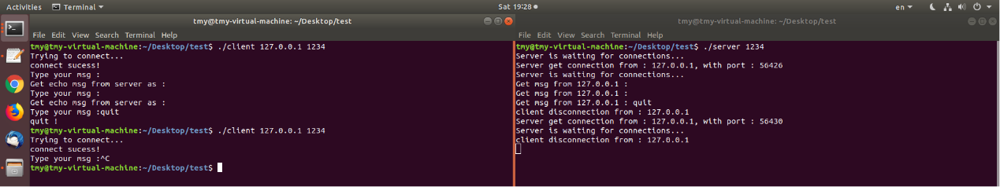 Activities Terminal Sat 19:28 en
tmy@tmy-virtual-machine: ~/Desktop/test
File Edit View Search Terminal Help
tmy@tmy-virtual-machine:~/Desktop/test$ ./client 127.0.0.1 1234
Trying to connect...
connect sucess!
Type your msg :
Get echo msg from server as :
Type your msg :
Get echo msg from server as :
Type your msg :quit
quit !
tmy@tmy-virtual-machine:~/Desktop/test$ ./client 127.0.0.1 1234
Trying to connect...
connect sucess!
Type your msg :^C
tmy@tmy-virtual-machine:~/Desktop/test$
tmy@tmy-virtual-machine: ~/Desktop/test
File Edit View Search Terminal Help
tmy@tmy-virtual-machine:~/Desktop/test$ ./server 1234
Server is waiting for connections...
Server get connection from : 127.0.0.1, with port : 56426
Server is waiting for connections...
Get msg from 127.0.0.1 :
Get msg from 127.0.0.1 :
Get msg from 127.0.0.1 : quit
client disconnection from : 127.0.0.1
Server get connection from : 127.0.0.1, with port : 56430
Server is waiting for connections...
client disconnection from : 127.0.0.1